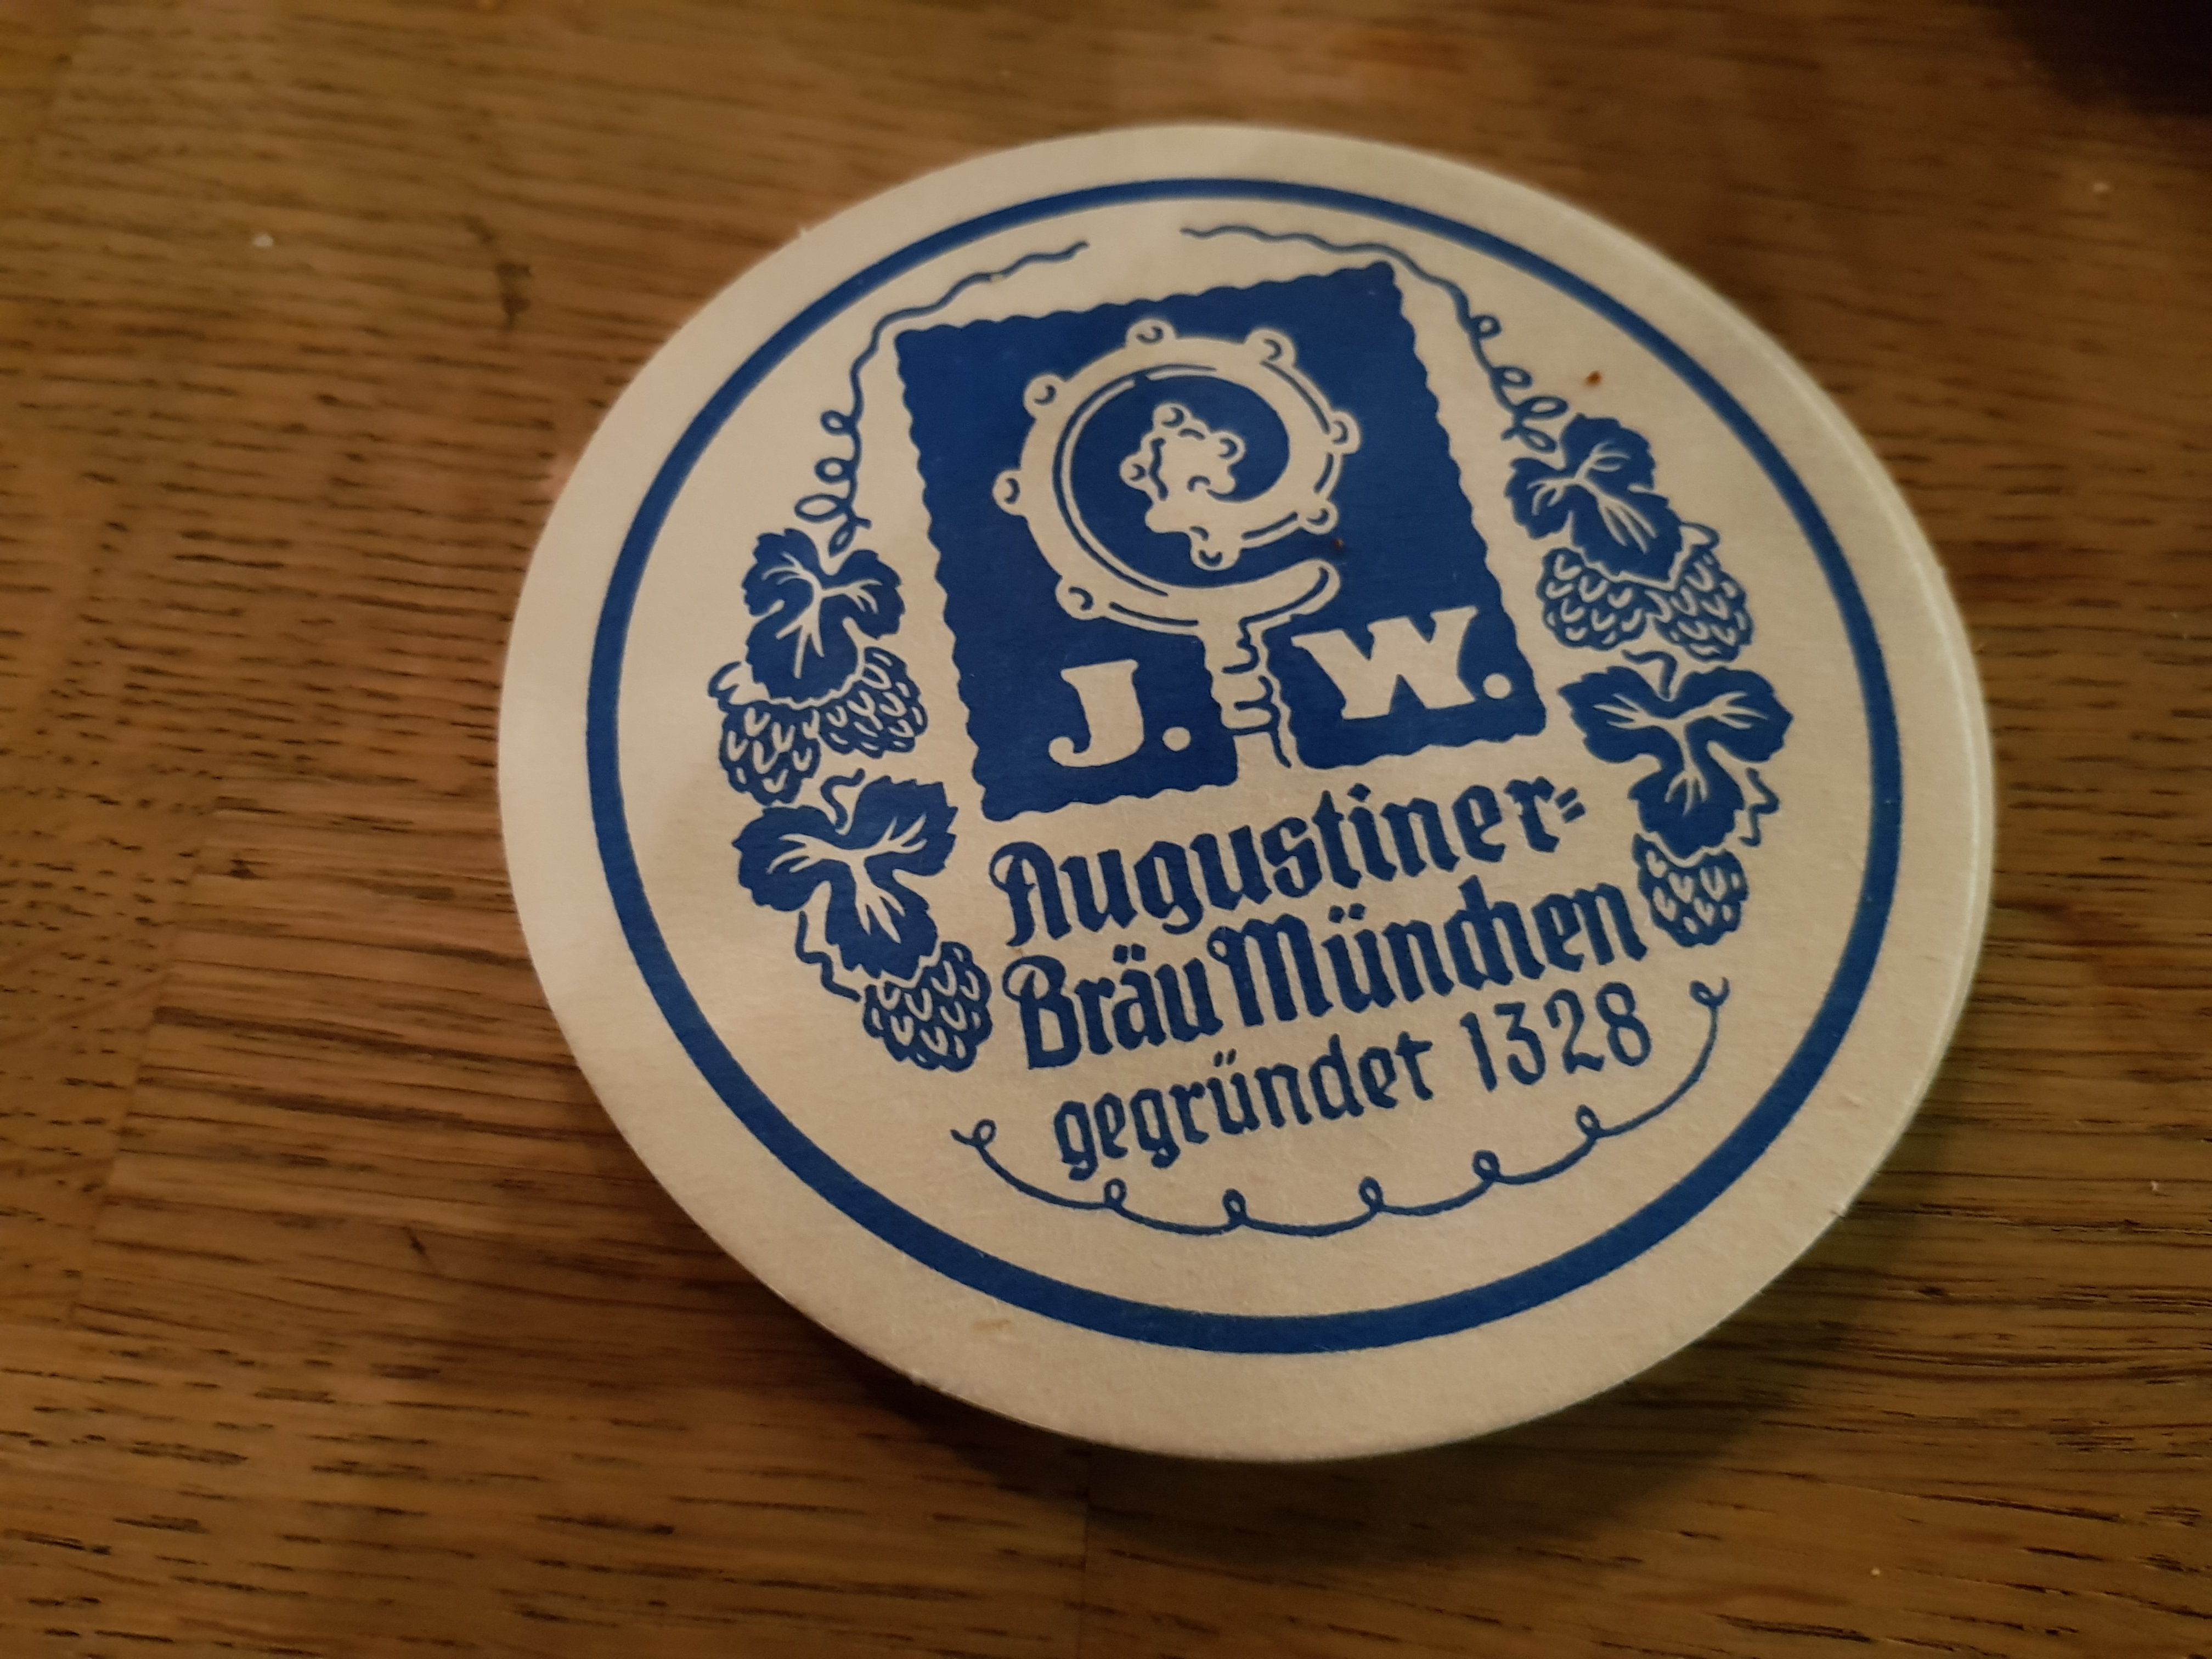 J. W.
Augustiner=
Bräu München
gegründet 1328